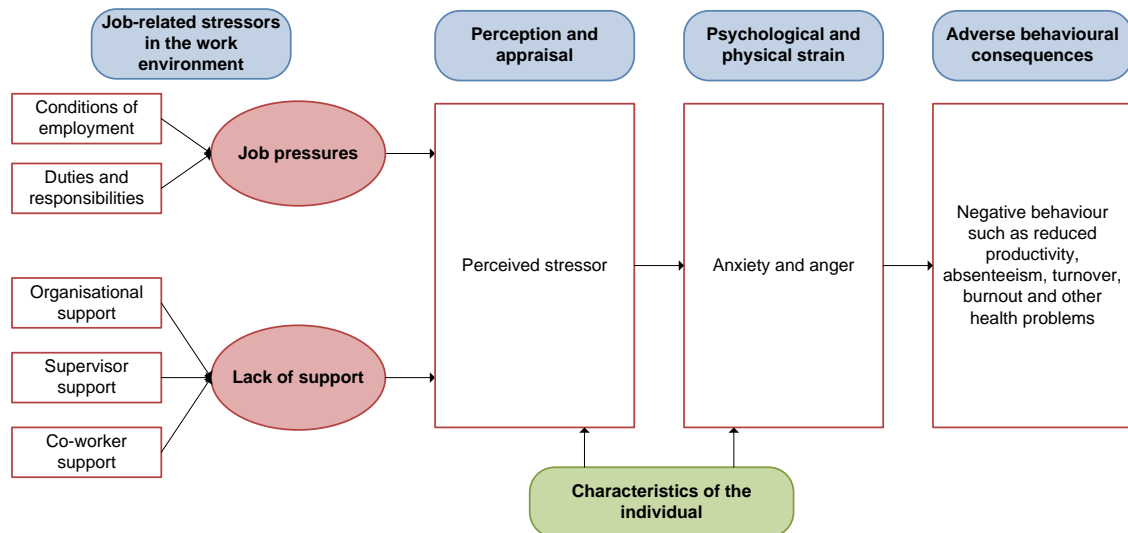 Job-related stressors
in the work
environment
Perception and
appraisal
Psychological and
physical strain
Adverse behavioural
consequences
Conditions of
employment
Duties and
responsibilities
Job pressures
Organisational
support
Supervisor
support
Co-worker
support
Lack of support
Perceived stressor
Anxiety and anger
Negative behaviour
such as reduced
productivity,
absenteeism, turnover,
burnout and other
health problems
Characteristics of the
individual